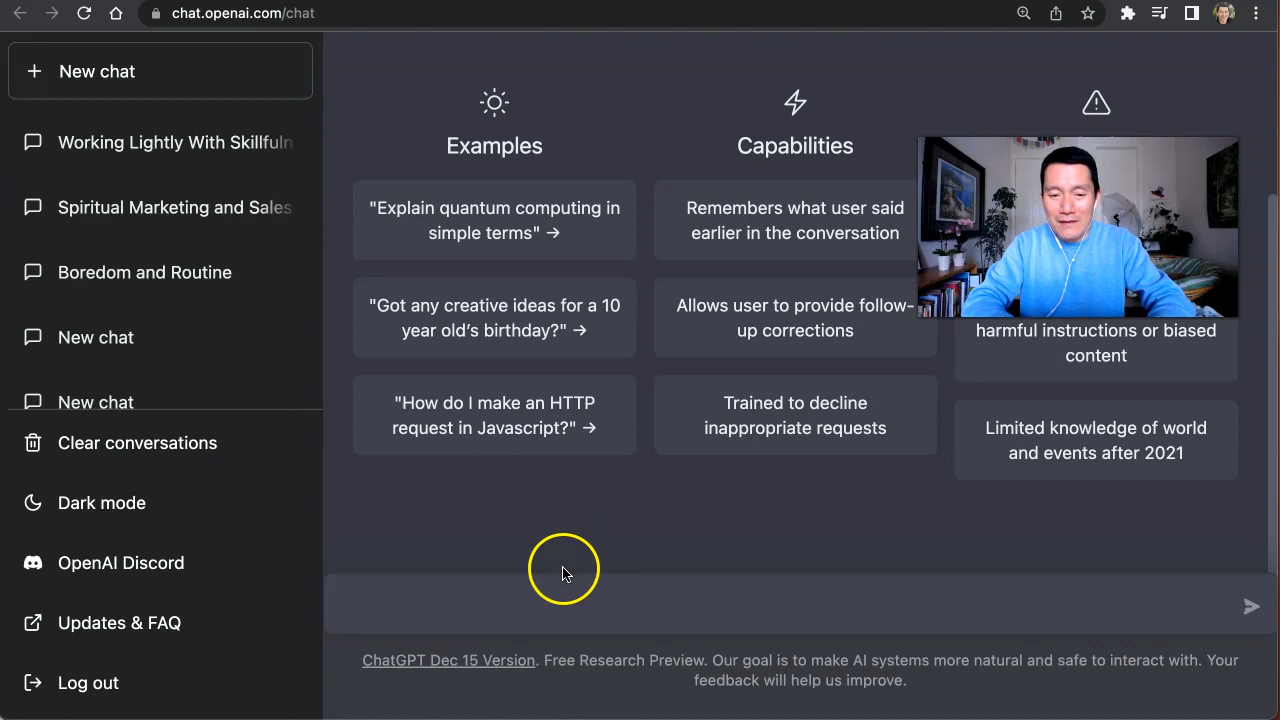 chat.openai.com/chat
New chat
Working Lightly With Skillfuln
Spiritual Marketing and Sales
Boredom and Routine
New chat
New chat
Clear conversations
Dark mode
OpenAI Discord
Updates & FAQ
Log out
Examples
"Explain quantum computing in
simple terms" →
"Got any creative ideas for a 10
year old’s birthday?" →
"How do I make an HTTP
request in Javascript?" →
Capabilities
Remembers what user said
earlier in the conversation
Allows user to provide follow-
up corrections
Trained to decline
inappropriate requests
harmful instructions or biased
content
Limited knowledge of world
and events after 2021
ChatGPT Dec 15 Version. Free Research Preview. Our goal is to make AI systems more natural and safe to interact with. Your
feedback will help us improve.